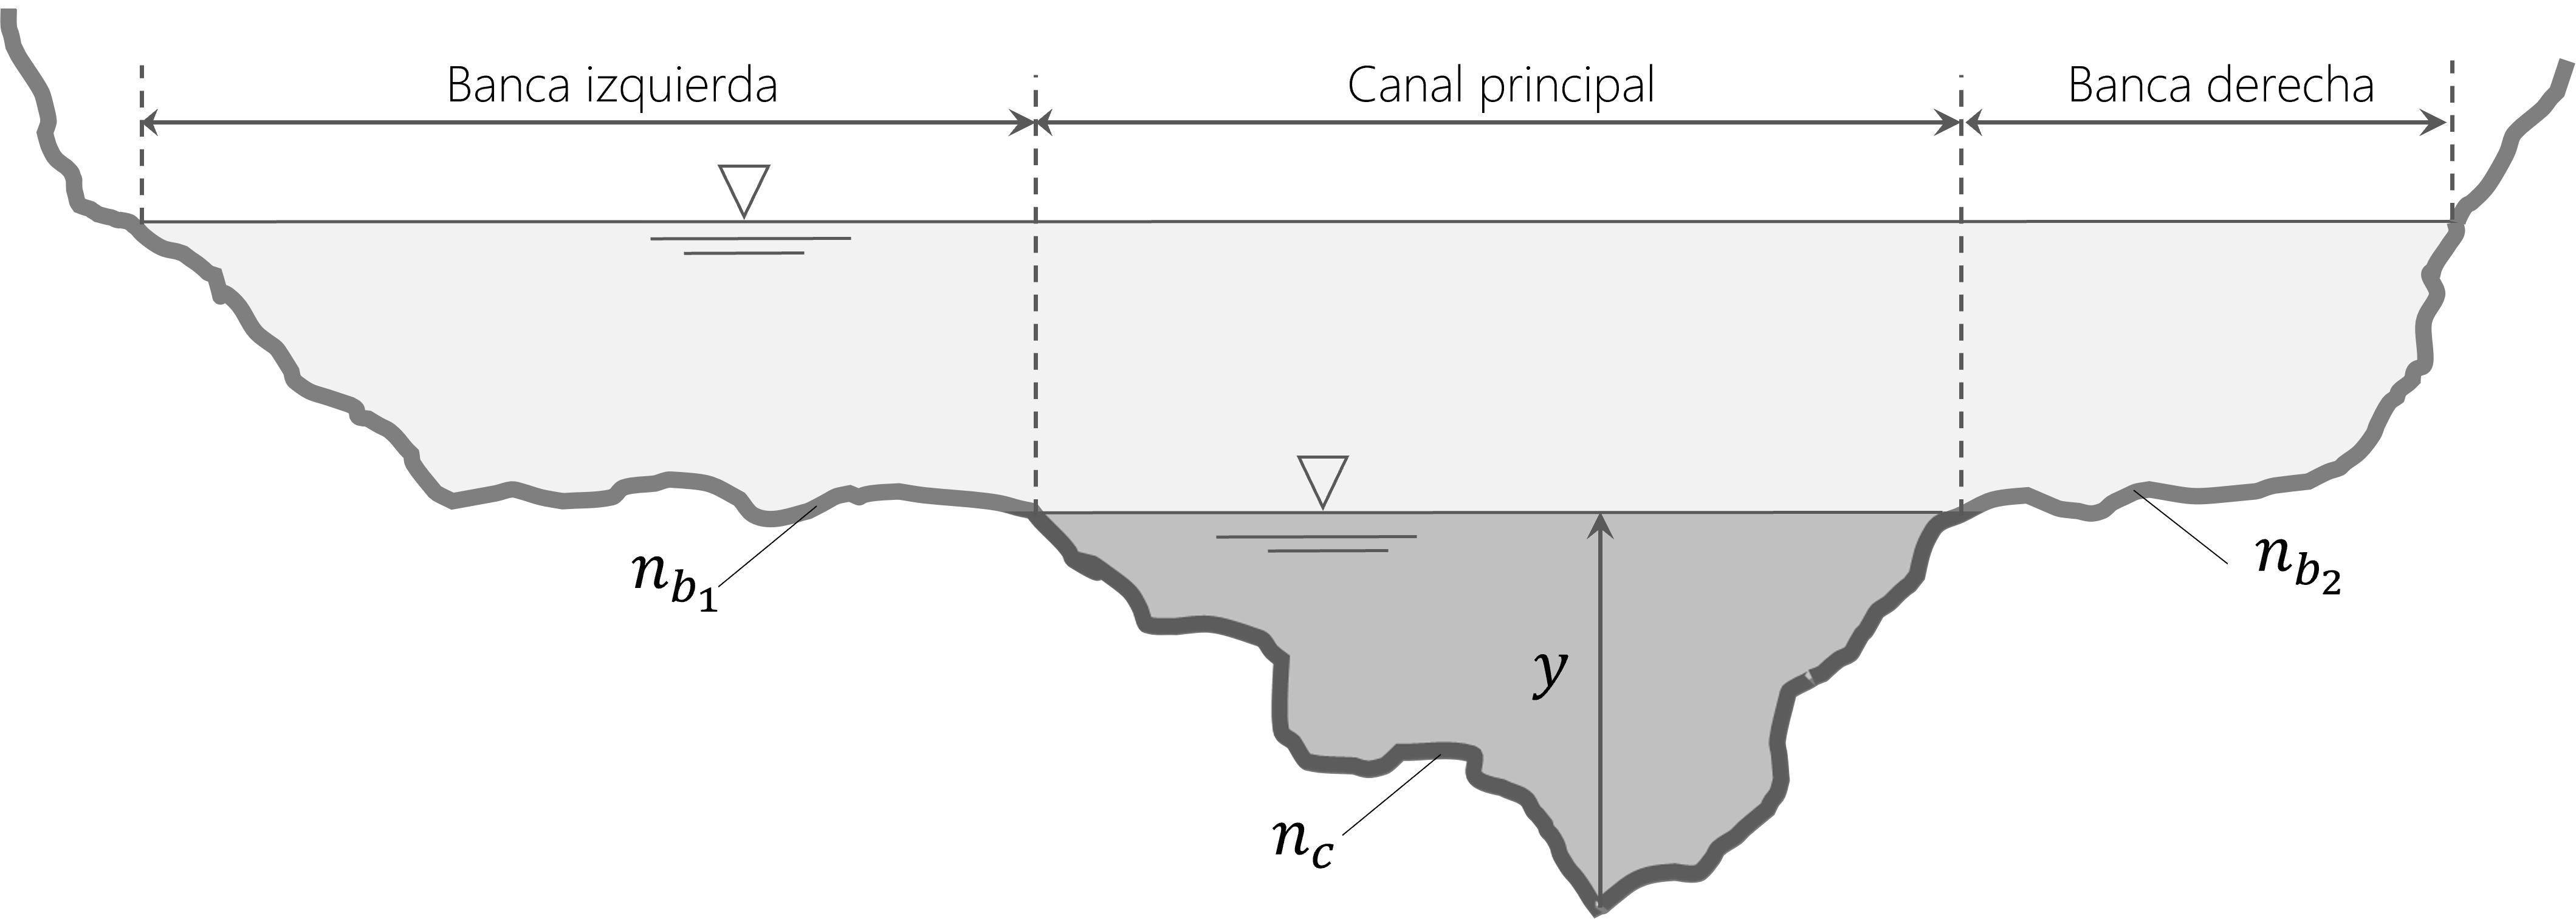 Banca izquierda
Canal principal
Banca derecha
n_{b_1}
n_{b_2}
y
n_c